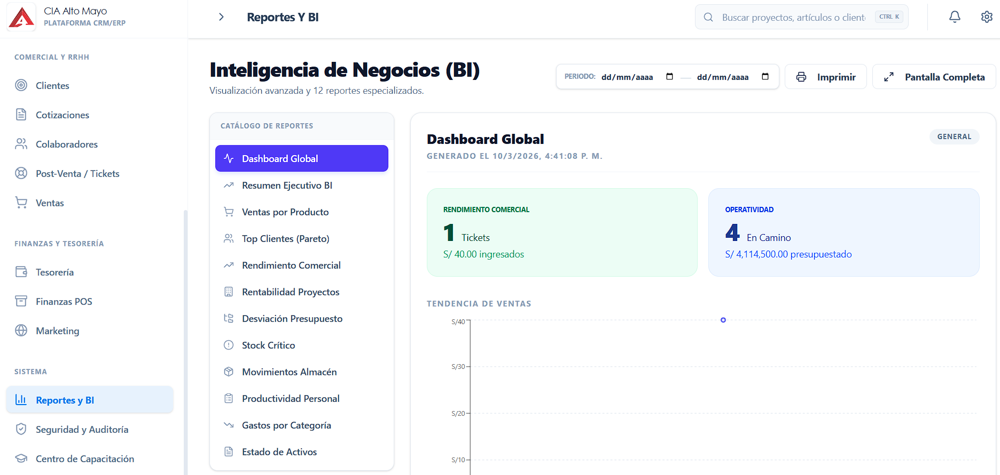 CIA Alto Mayo
PLATAFORMA CRM/ERP
COMERCIAL Y RRHH
Clientes
Cotizaciones
Colaboradores
Post-Venta / Tickets
Ventas
FINANZAS Y TESORERÍA
Tesorería
Finanzas POS
Marketing
SISTEMA
Reportes y BI
Seguridad y Auditoría
Centro de Capacitación
Reportes Y BI
Buscar proyectos, artículos o client
CTRL K
Inteligencia de Negocios (BI)
Visualización avanzada y 12 reportes especializados.
PERIODO: dd/mm/aaaa — dd/mm/aaaa
Imprimir
Pantalla Completa
CATÁLOGO DE REPORTES
Dashboard Global
Resumen Ejecutivo BI
Ventas por Producto
Top Clientes (Pareto)
Rendimiento Comercial
Rentabilidad Proyectos
Desviación Presupuesto
Stock Crítico
Movimientos Almacén
Productividad Personal
Gastos por Categoría
Estado de Activos
Dashboard Global
GENERAL
GENERADO EL 10/3/2026, 4:41:08 P. M.
RENDIMIENTO COMERCIAL
1 Tickets
S/ 40.00 ingresados
OPERATIVIDAD
4 En Camino
S/ 4,114,500.00 presupuestado
TENDENCIA DE VENTAS
S/40
S/30
S/20
S/10